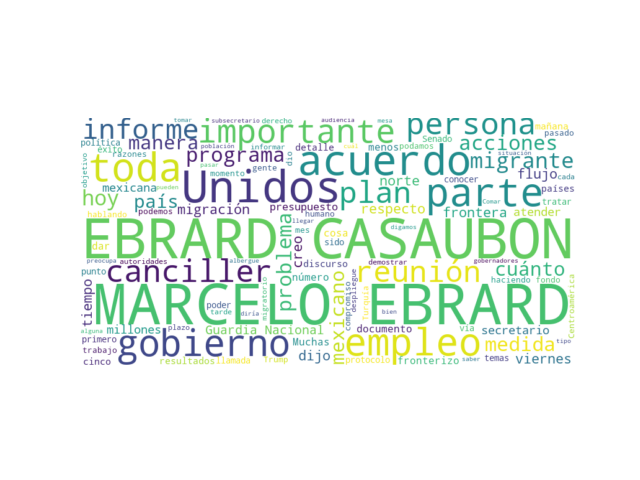 tomar subsecretario derecho audiencia mesa
informe importante persona mañana
política manera población informar cuál podamos Senado acciones pasado
éxito razones programa detalle menos situación
objetivo toda pasar momento gente dio acuerdo norte migrante
pueden Unidos plan parte flujo cada países
hoy mexicana país presupuesto conocer Comar tratar
hablando podemos migración humano respecto frontera atender
llegar digamos
EBRARD CASAUBON
dar problema mes creo sido cosa
preocupa autoridades albergue gobernadores
punto canciller discurso reunión cuánto
tiempo número haciendo fondo
MARCELO EBRARD
migratorio mexicano compromiso despliegue Turquía Centroamérica
poder
alguna millones plazo tarde diría Guardia Nacional documento vía bien secretario tipo
primero gobierno Muchas empleo medida
trabajo dijo temas viernes
cinco resultados llamada Trump protocolo fronterizo saber
demostrar